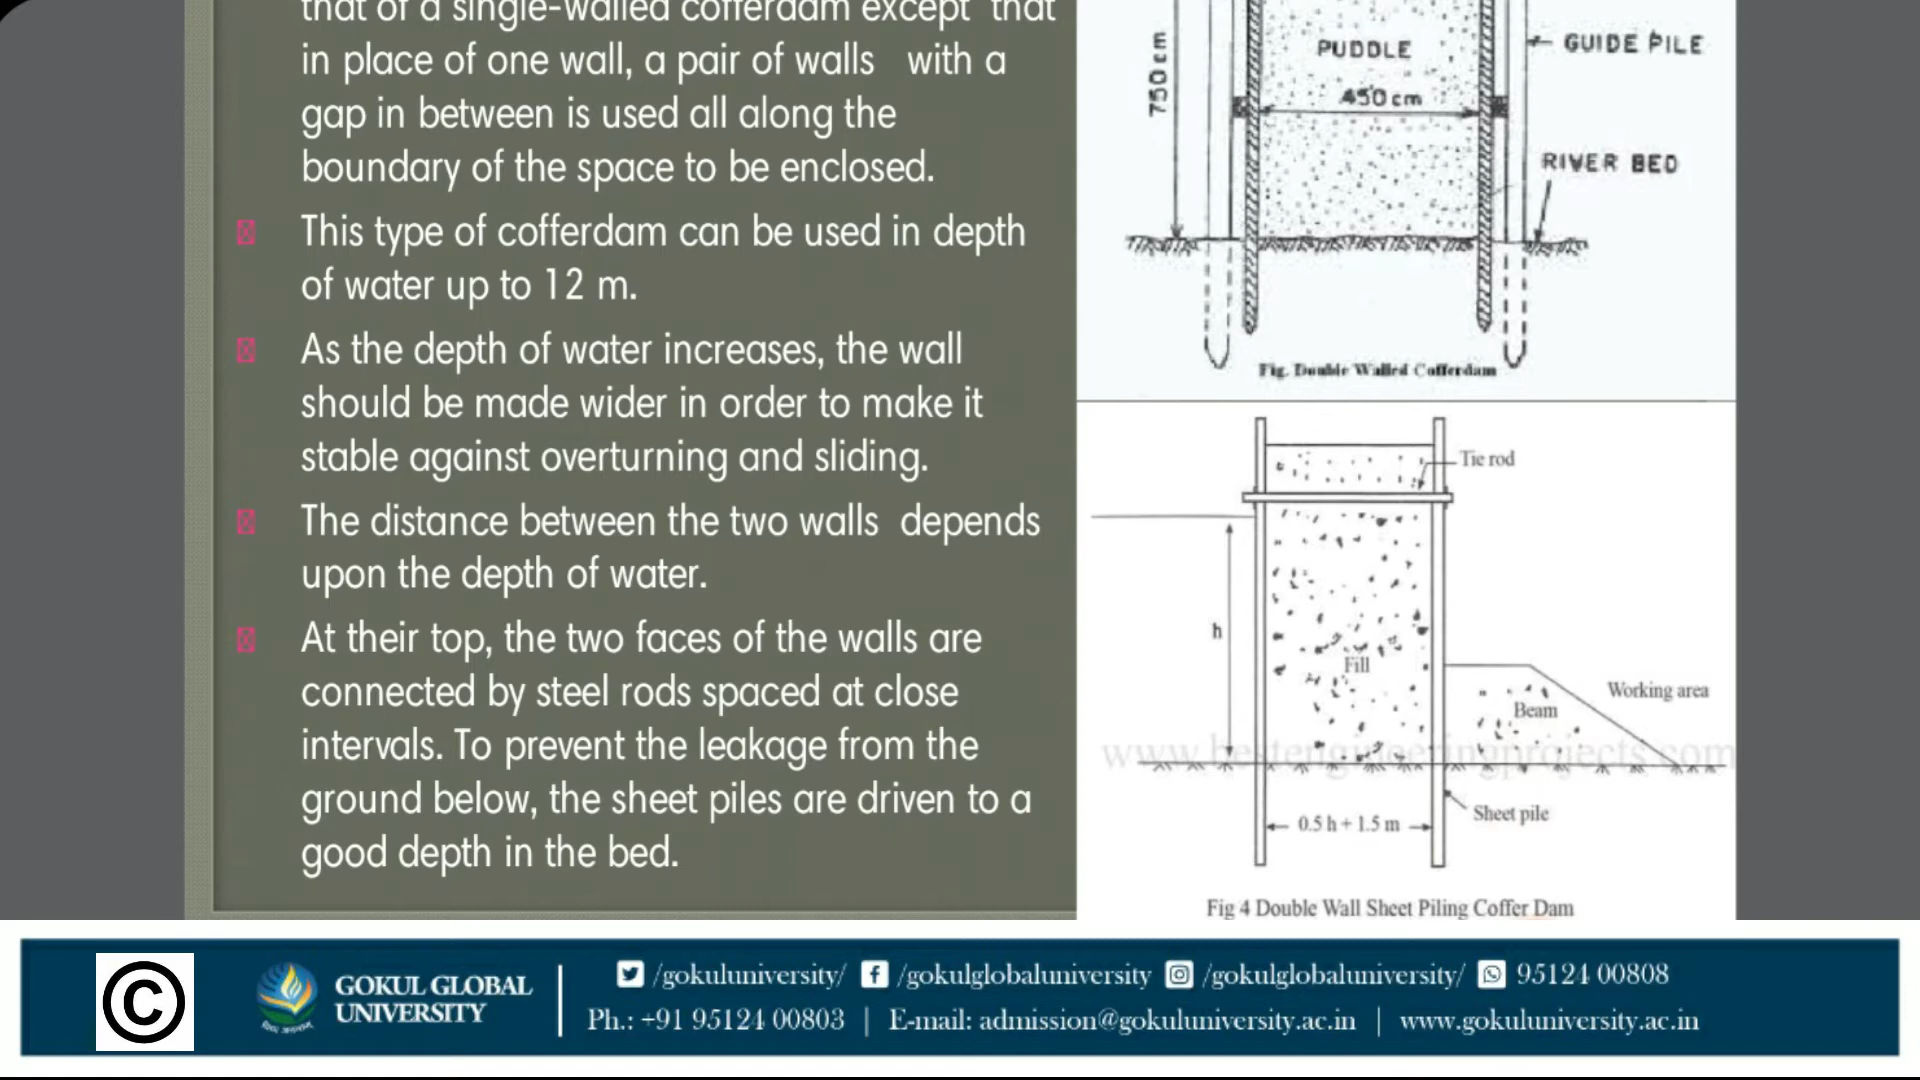 that of a single-walled cofferdam except that
in place of one wall, a pair of walls with a
gap in between is used all along the
boundary of the space to be enclosed.
This type of cofferdam can be used in depth
of water up to 12 m.
As the depth of water increases, the wall
should be made wider in order to make it
stable against overturning and sliding.
The distance between the two walls depends
upon the depth of water.
At their top, the two faces of the walls are
connected by steel rods spaced at close
intervals. To prevent the leakage from the
ground below, the sheet piles are driven to a
good depth in the bed.
750 cm
PUDDLE
450 cm
GUIDE PILE
RIVER BED
Fig. Double Walled Cofferdam
Tie rod
h
Fill
Beam
Working area
www.bestengineeringprojects.com
0.5 h + 1.5 m
Sheet pile
Fig 4 Double Wall Sheet Piling Coffer Dam
©
GOKUL GLOBAL
UNIVERSITY
/gokuluniversity/ /gokulglobaluniversity /gokulglobaluniversity/ 95124 00808
Ph.: +91 95124 00803 | E-mail: admission@gokuluniversity.ac.in | www.gokuluniversity.ac.in